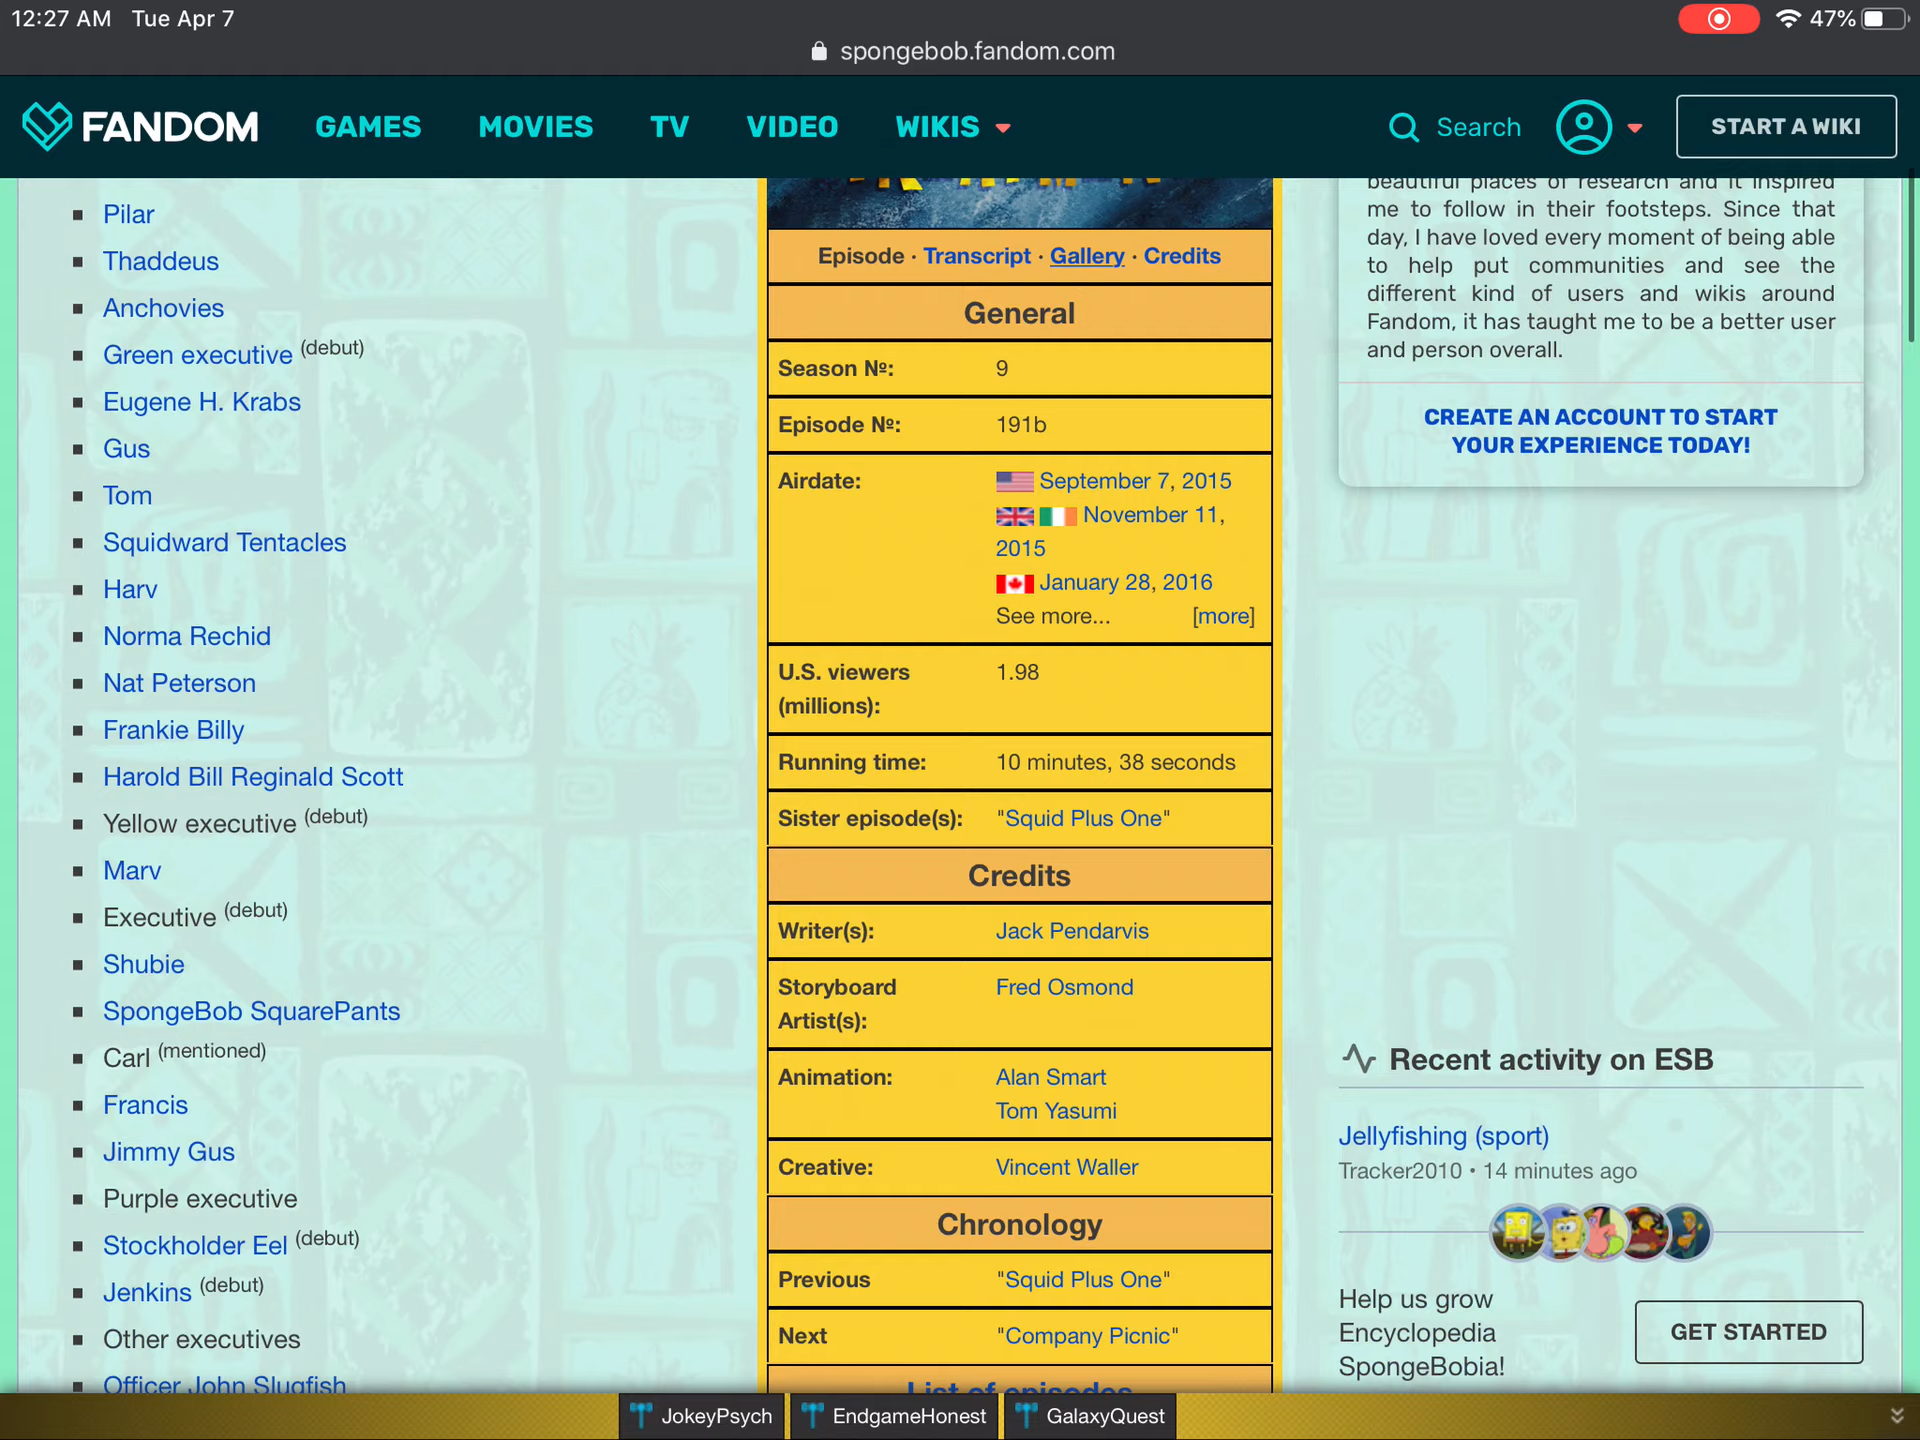 12:27 AM Tue Apr 7
47%
spongebob.fandom.com
FANDOM
GAMES
MOVIES
TV
VIDEO
WIKIS
Search
START A WIKI
Pilar
Thaddeus
Anchovies
Green executive (debut)
Eugene H. Krabs
Gus
Tom
Squidward Tentacles
Harv
Norma Rechid
Nat Peterson
Frankie Billy
Harold Bill Reginald Scott
Yellow executive (debut)
Marv
Executive (debut)
Shubie
SpongeBob SquarePants
Carl (mentioned)
Francis
Jimmy Gus
Purple executive
Stockholder Eel (debut)
Jenkins (debut)
Other executives
Officer John Slugfish
Episode · Transcript · Gallery · Credits
General
Season №: 9
Episode №: 191b
Airdate: September 7, 2015
November 11,
2015
January 28, 2016
See more... [more]
U.S. viewers 1.98
(millions):
Running time: 10 minutes, 38 seconds
Sister episode(s): "Squid Plus One"
Credits
Writer(s): Jack Pendarvis
Storyboard Fred Osmond
Artist(s):
Animation: Alan Smart
Tom Yasumi
Creative: Vincent Waller
Chronology
Previous "Squid Plus One"
Next "Company Picnic"
List of episodes
beautiful places of research and it inspired
me to follow in their footsteps. Since that
day, I have loved every moment of being able
to help put communities and see the
different kind of users and wikis around
Fandom, it has taught me to be a better user
and person overall.
CREATE AN ACCOUNT TO START
YOUR EXPERIENCE TODAY!
Recent activity on ESB
Jellyfishing (sport)
Tracker2010 • 14 minutes ago
Help us grow
Encyclopedia
SpongeBobia!
GET STARTED
JokeyPsych
EndgameHonest
GalaxyQuest